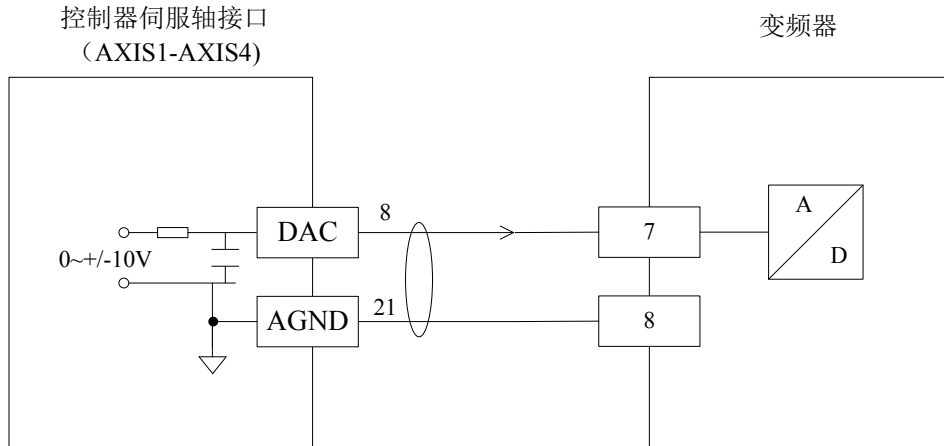 控制器伺服轴接口
（AXIS1-AXIS4)
变频器
DAC
8
7
A
D
0~+/-10V
AGND
21
8